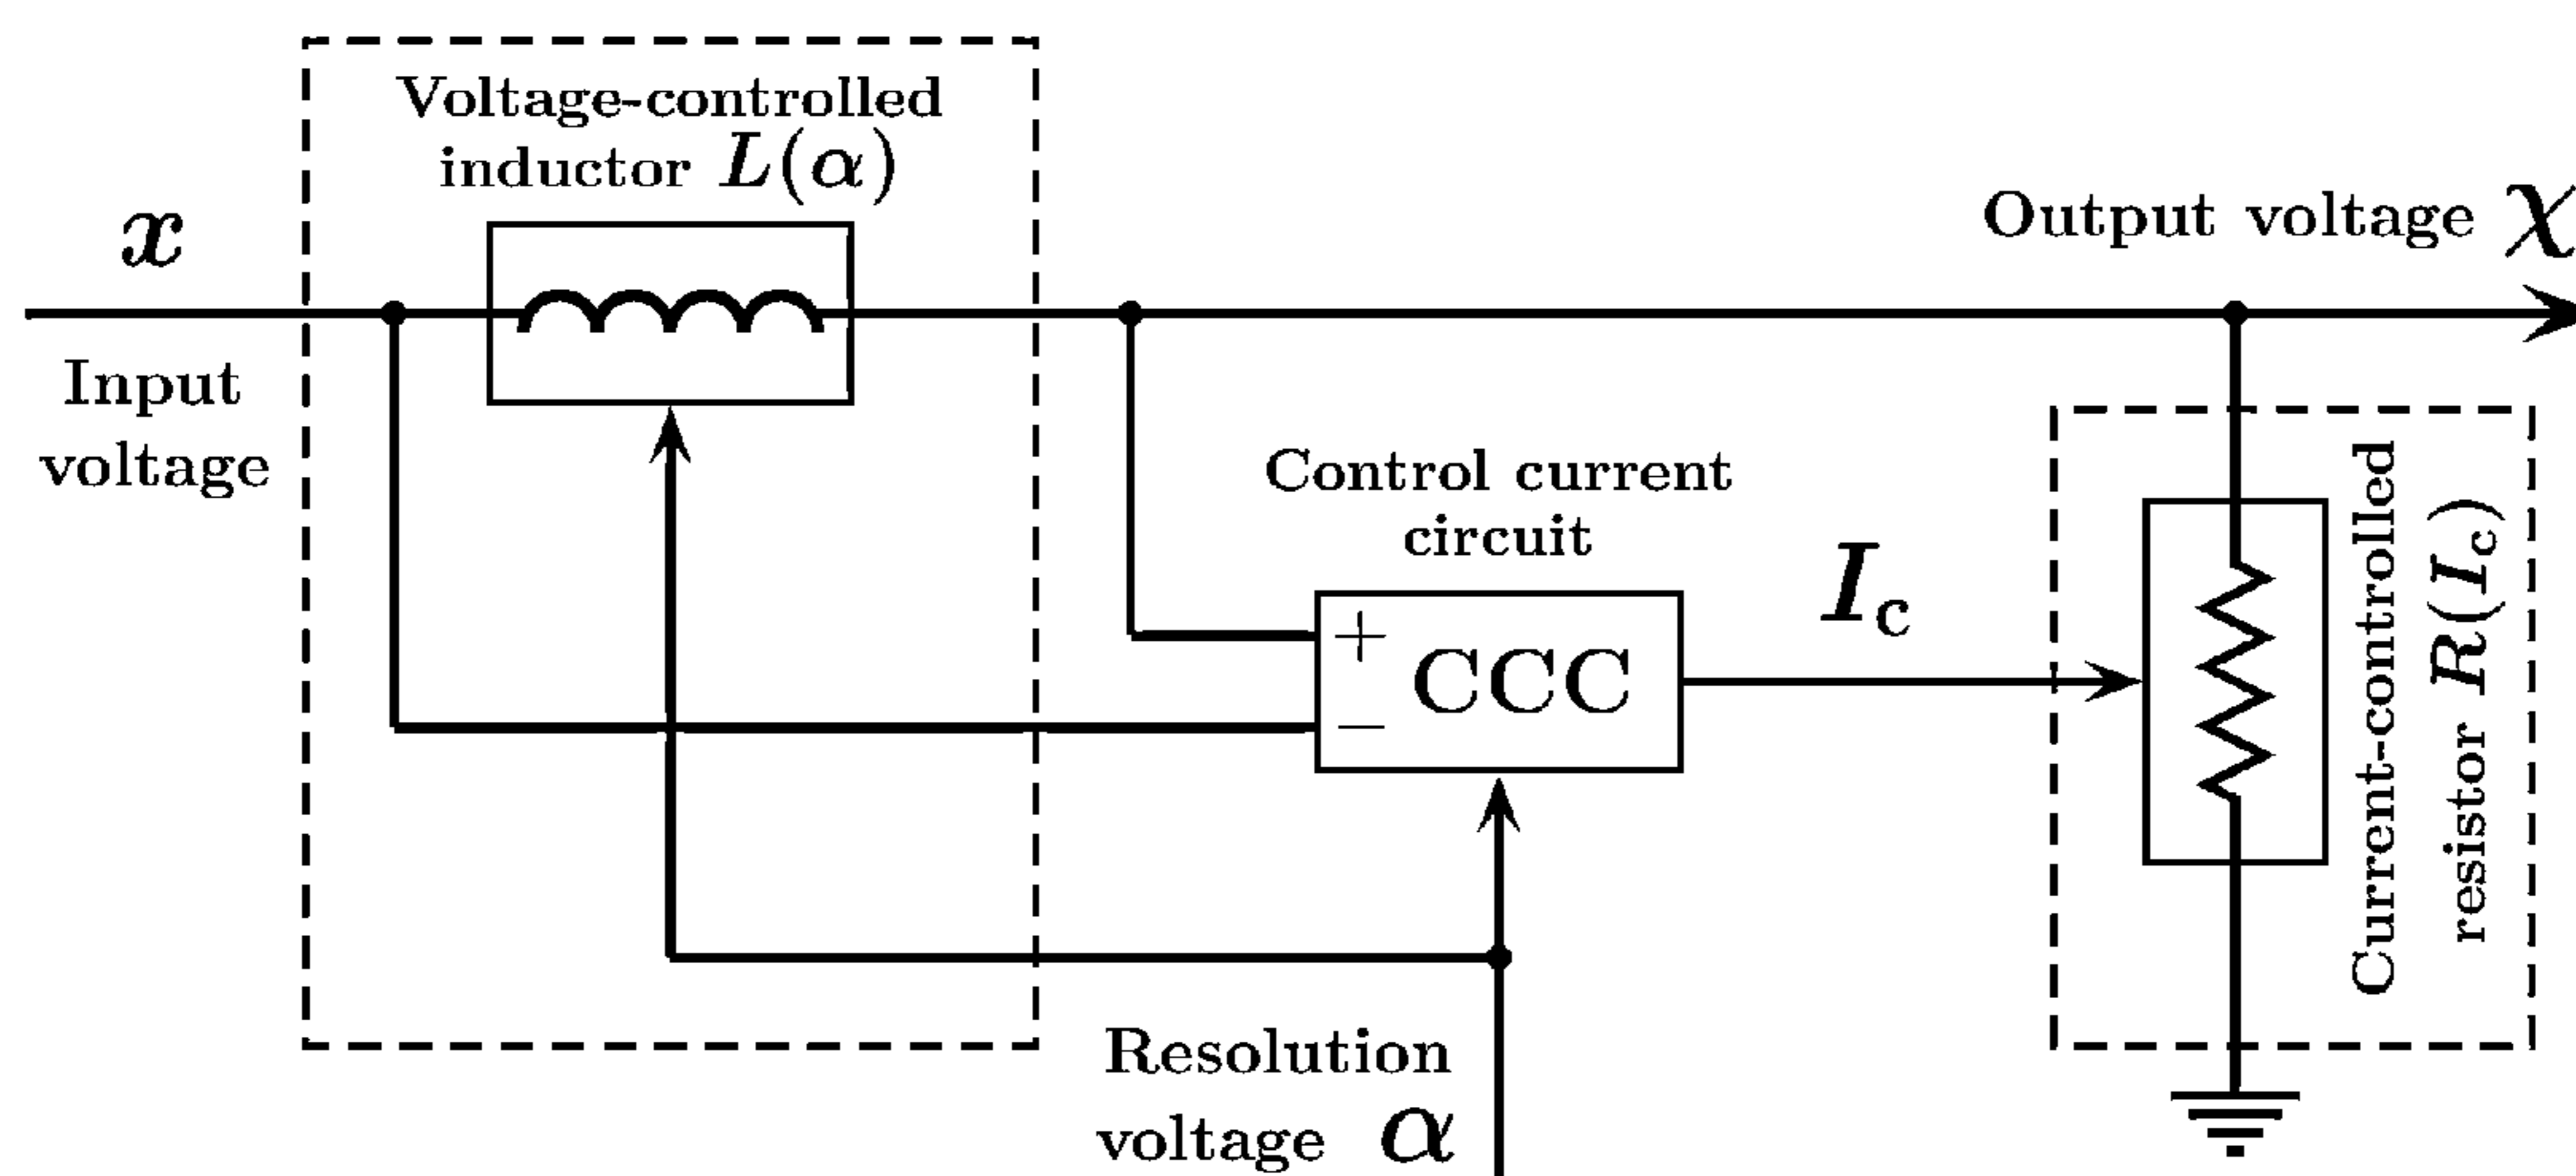 Voltage-controlled
inductor L(α)
x
Input
voltage
Output voltage χ
Control current
circuit
+
CCC
−
I_c
Current-controlled
resistor R(I_c)
Resolution
voltage α